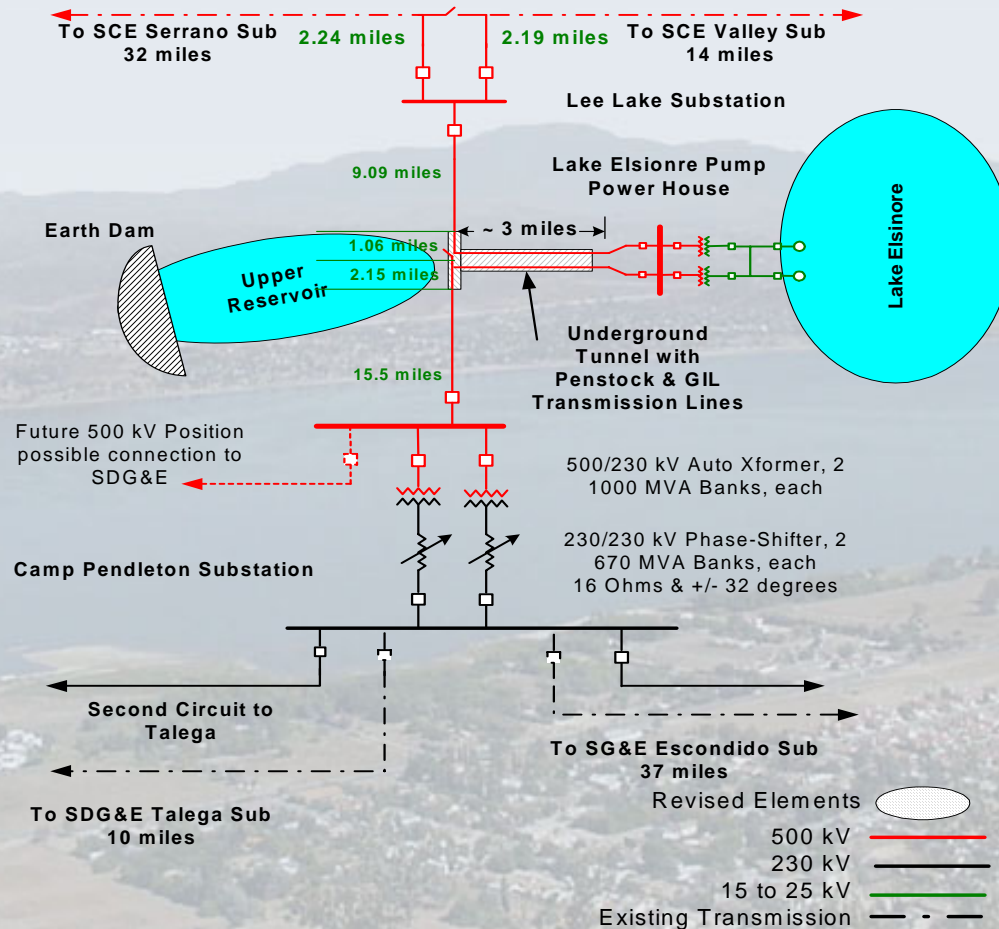 To SCE Serrano Sub
32 miles
2.24 miles
2.19 miles
To SCE Valley Sub
14 miles
Lee Lake Substation
9.09 miles
Lake Elsionre Pump
Power House
Earth Dam
~ 3 miles
1.06 miles
2.15 miles
Upper
Reservoir
Lake Elsinore
Underground
Tunnel with
Penstock & GIL
Transmission Lines
15.5 miles
Future 500 kV Position
possible connection to
SDG&E
500/230 kV Auto Xformer, 2
1000 MVA Banks, each
230/230 kV Phase-Shifter, 2
670 MVA Banks, each
16 Ohms & +/- 32 degrees
Camp Pendleton Substation
Second Circuit to
Talega
To SG&E Escondido Sub
37 miles
To SDG&E Talega Sub
10 miles
Revised Elements
500 kV
230 kV
15 to 25 kV
Existing Transmission